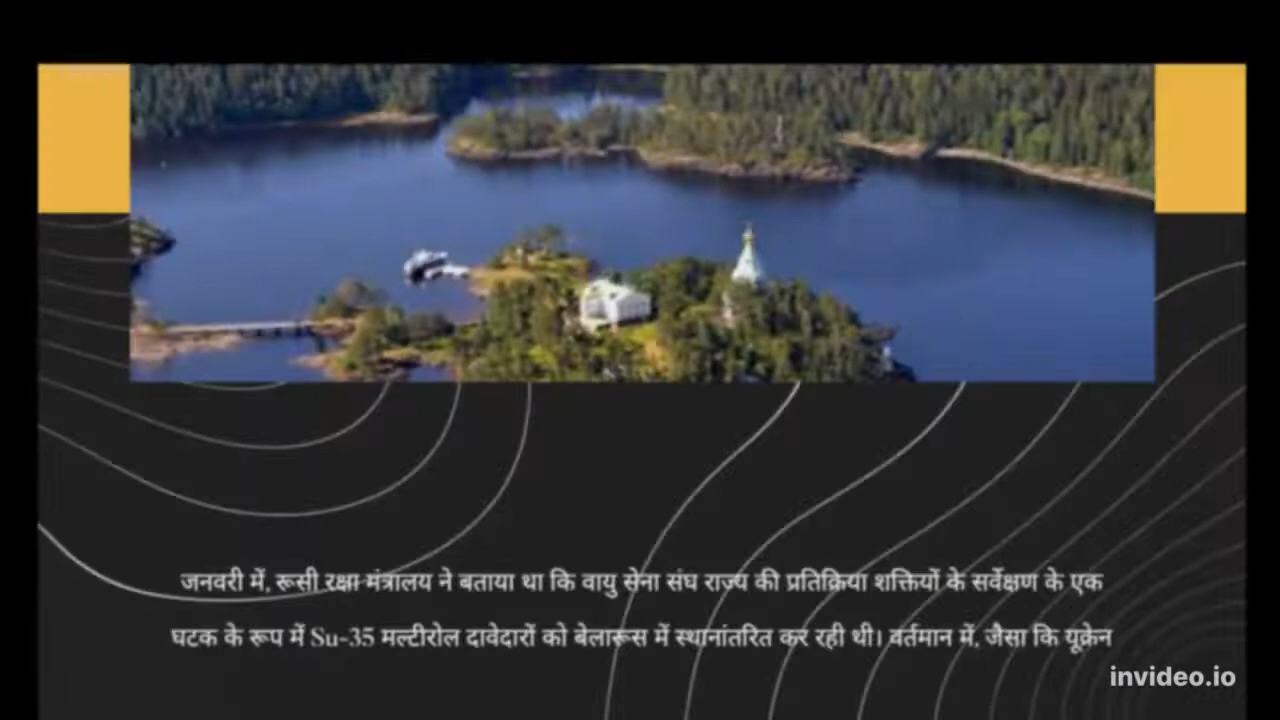 जनवरी में, रूसी रक्षा मंत्रालय ने बताया था कि वायु सेना संघ राज्य की प्रतिक्रिया शक्तियों के सर्वेक्षण के एक
घटक के रूप में Su-35 मल्टीरोल दावेदारों को बेलारूस में स्थानांतरित कर रही थी। वर्तमान में, जैसा कि यूक्रेन
invideo.io